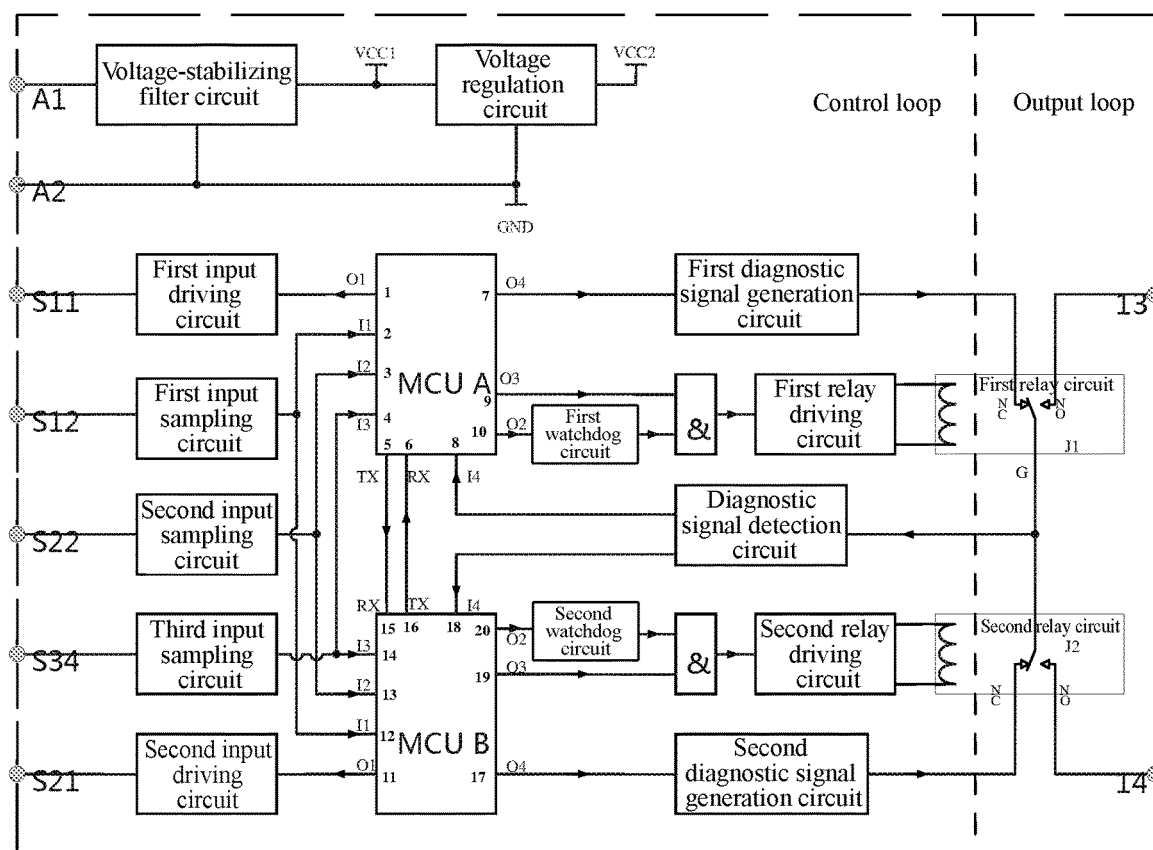 VCC1
VCC2
Voltage-stabilizing
filter circuit
Voltage
regulation
circuit
A1
Control loop
Output loop
A2
GND
First input
driving
circuit
O1
1
7
O4
First diagnostic
signal generation
circuit
S11
13
I1
2
First input
sampling
circuit
I2
3
MCU A
O3
9
&
First relay
driving
circuit
First relay circuit
NC
NO
J1
S12
I3
4
10
O2
First
watchdog
circuit
5
6
8
TX
RX
I4
G
Second input
sampling
circuit
S22
Diagnostic
signal detection
circuit
RX
TX
I4
15
16
18
20
O2
Second
watchdog
circuit
Third input
sampling
circuit
S34
I3
14
19
O3
&
Second relay
driving
circuit
Second relay circuit
J2
NC
NO
I2
13
I1
12
MCU B
Second input
driving
circuit
S21
O1
11
17
O4
Second
diagnostic signal
generation circuit
14